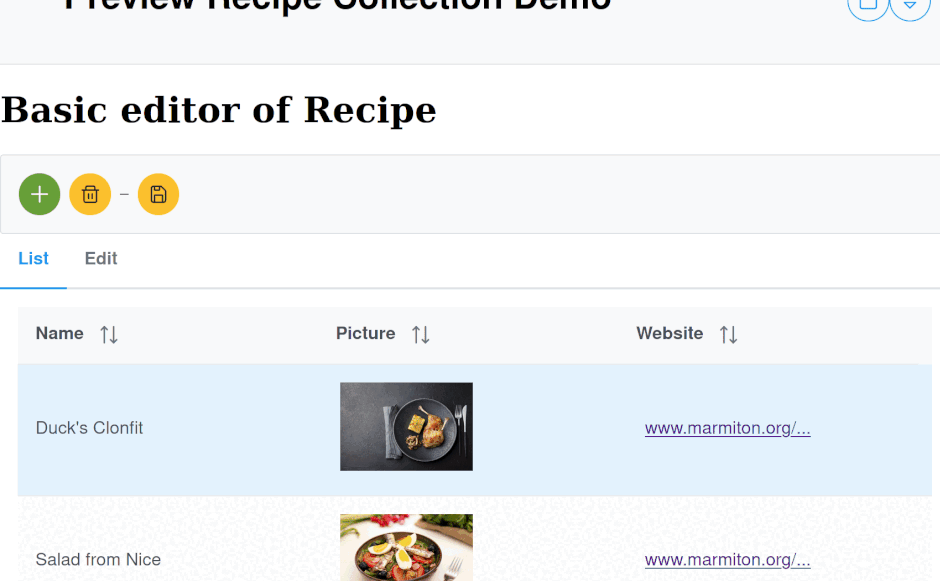 Preview Recipe Collection Demo
Basic editor of Recipe
List Edit
Name Picture Website
Duck's Clonfit www.marmiton.org/...
Salad from Nice www.marmiton.org/...